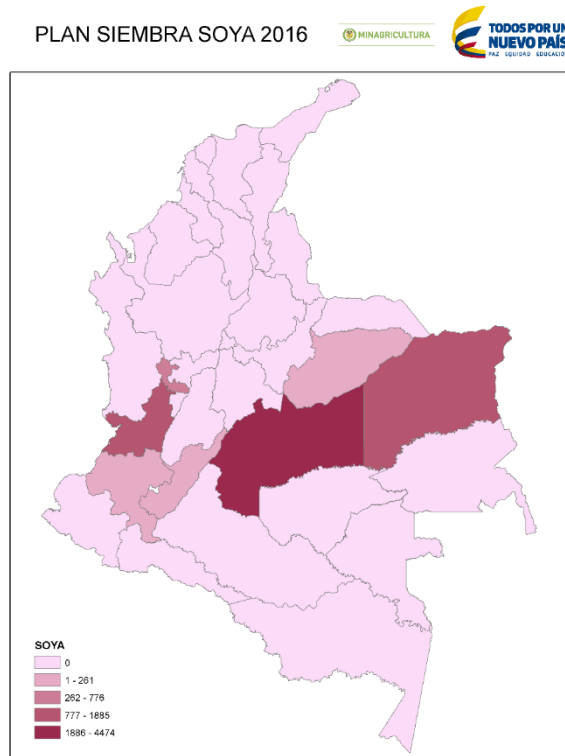 PLAN SIEMBRA SOYA 2016
MINAGRICULTURA
TODOS POR UN
NUEVO PAÍS
PAZ EQUIDAD EDUCACIÓN
SOYA
0
1 - 261
262 - 776
777 - 1885
1886 - 4474